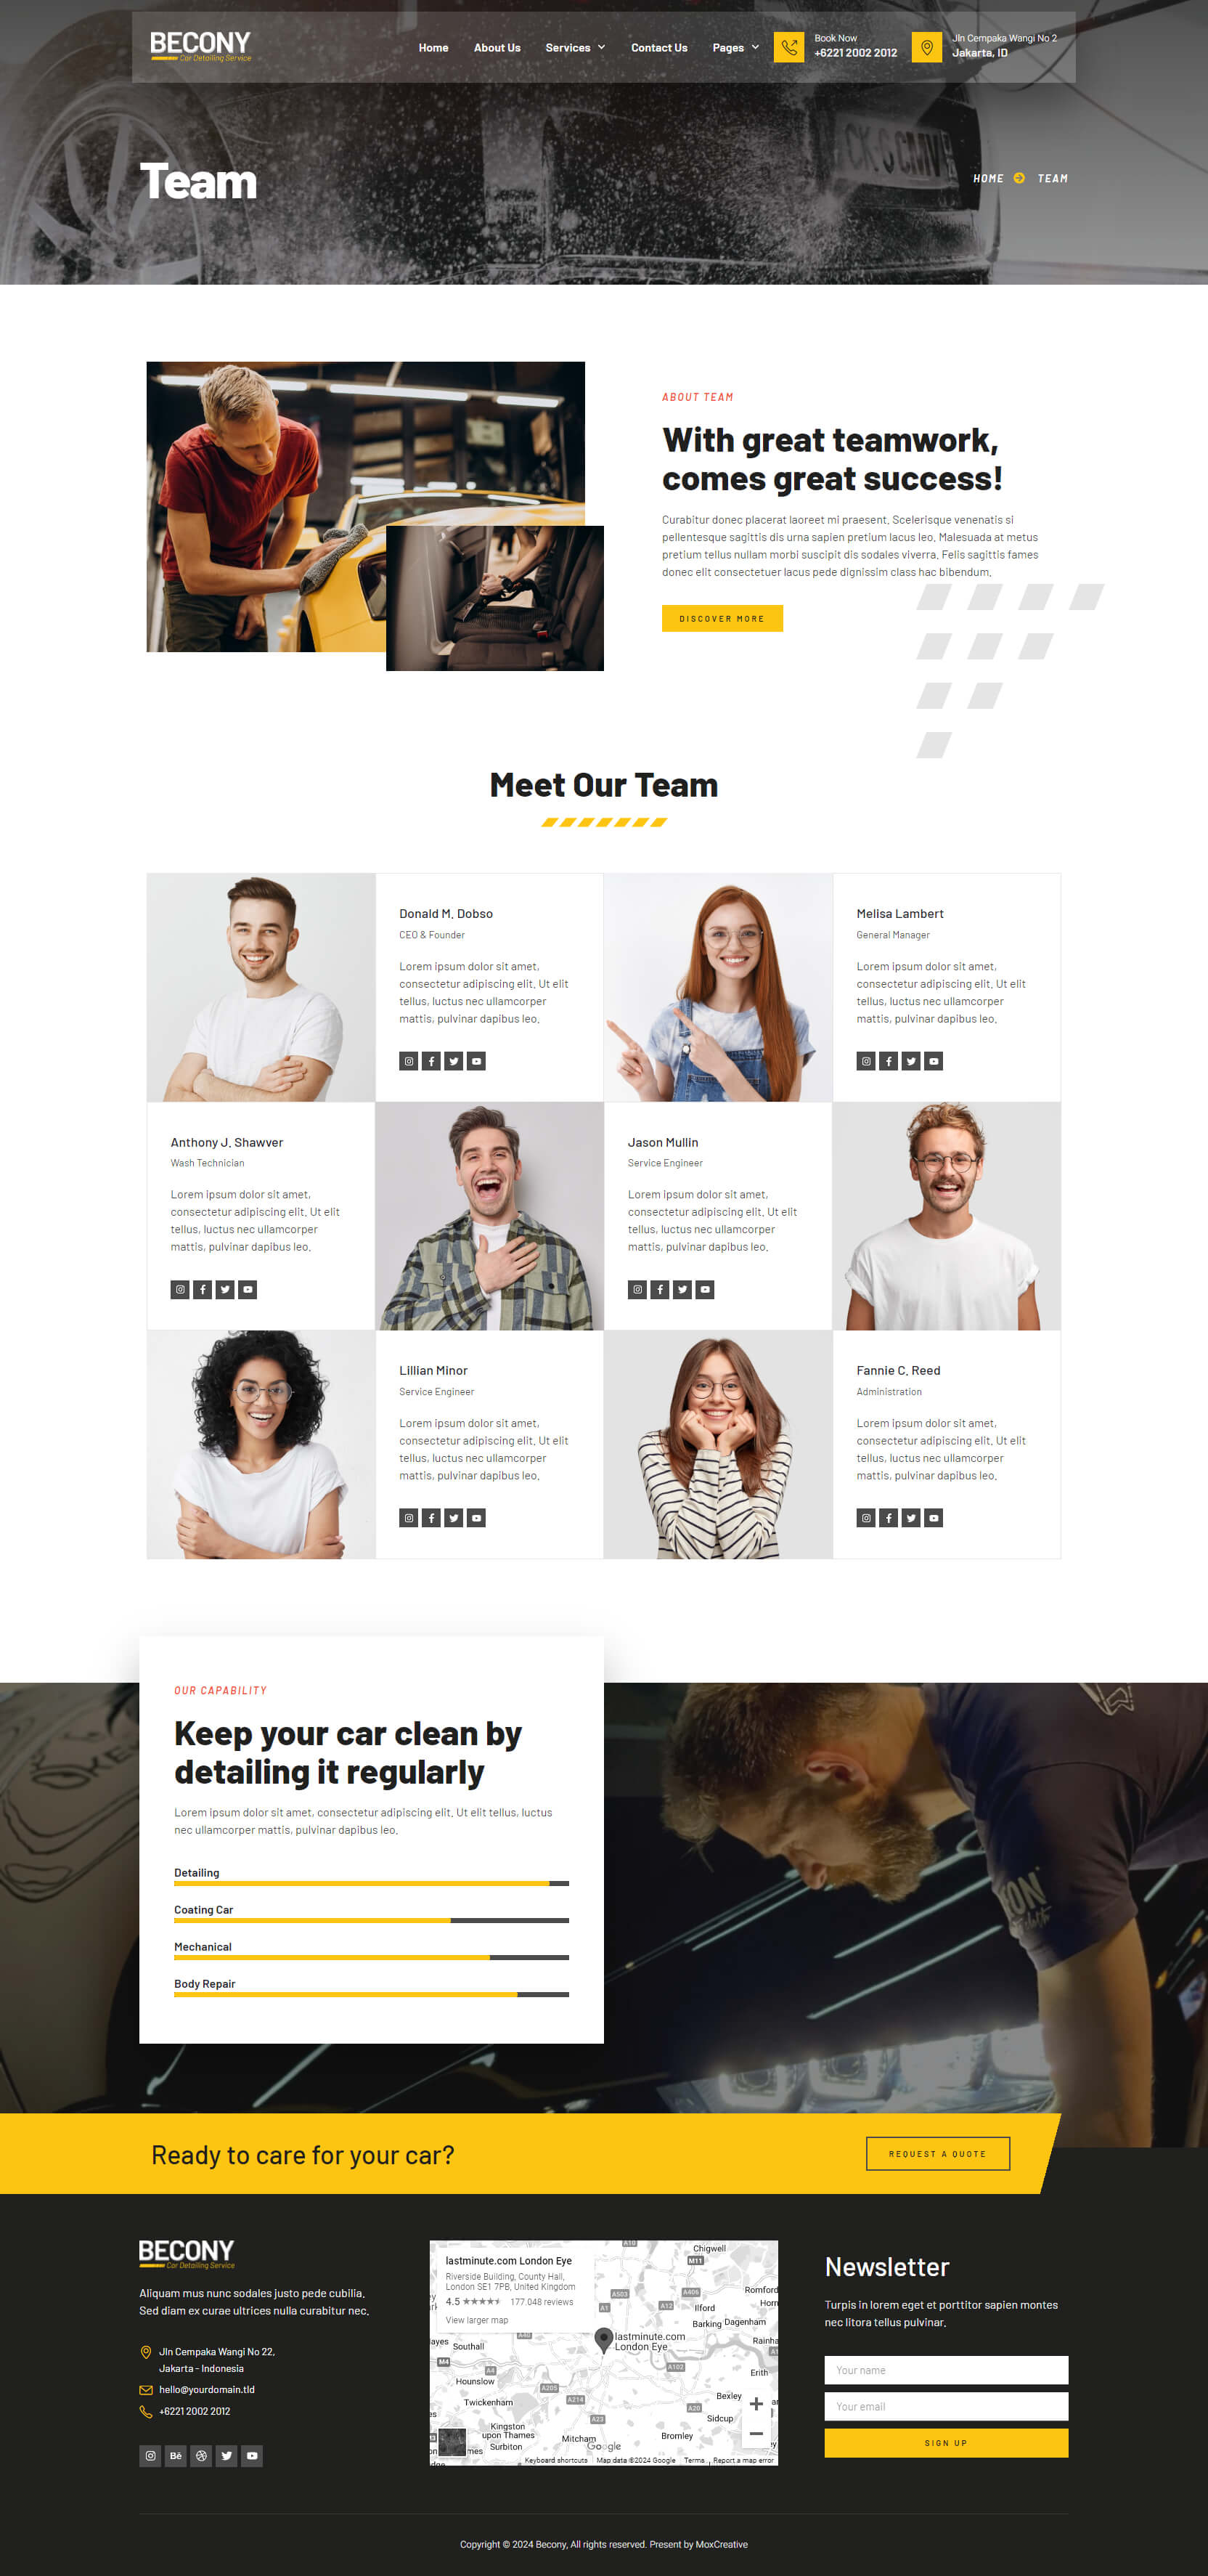 BECONY
Car Detailing Service
Home
About Us
Services
Contact Us
Pages
Book Now
+6221 2002 2012
Jln Cempaka Wangi No 2
Jakarta, ID
Team
HOME
TEAM
ABOUT TEAM
With great teamwork,
comes great success!
Curabitur donec placerat laoreet mi praesent. Scelerisque venenatis si
pellentesque sagittis dis urna sapien pretium lacus leo. Malesuada at metus
pretium tellus nullam morbi suscipit dis sodales viverra. Felis sagittis fames
donec elit consectetuer lacus pede dignissim class hac bibendum.
DISCOVER MORE
Meet Our Team
Donald M. Dobso
CEO & Founder
Lorem ipsum dolor sit amet,
consectetur adipiscing elit. Ut elit
tellus, luctus nec ullamcorper
mattis, pulvinar dapibus leo.
Melisa Lambert
General Manager
Lorem ipsum dolor sit amet,
consectetur adipiscing elit. Ut elit
tellus, luctus nec ullamcorper
mattis, pulvinar dapibus leo.
Anthony J. Shawver
Wash Technician
Lorem ipsum dolor sit amet,
consectetur adipiscing elit. Ut elit
tellus, luctus nec ullamcorper
mattis, pulvinar dapibus leo.
Jason Mullin
Service Engineer
Lorem ipsum dolor sit amet,
consectetur adipiscing elit. Ut elit
tellus, luctus nec ullamcorper
mattis, pulvinar dapibus leo.
Lillian Minor
Service Engineer
Lorem ipsum dolor sit amet,
consectetur adipiscing elit. Ut elit
tellus, luctus nec ullamcorper
mattis, pulvinar dapibus leo.
Fannie C. Reed
Administration
Lorem ipsum dolor sit amet,
consectetur adipiscing elit. Ut elit
tellus, luctus nec ullamcorper
mattis, pulvinar dapibus leo.
OUR CAPABILITY
Keep your car clean by
detailing it regularly
Lorem ipsum dolor sit amet, consectetur adipiscing elit. Ut elit tellus, luctus
nec ullamcorper mattis, pulvinar dapibus leo.
Detailing
Coating Car
Mechanical
Body Repair
Ready to care for your car?
REQUEST A QUOTE
BECONY
Car Detailing Service
Aliquam mus nunc sodales justo pede cubilia.
Sed diam ex curae ultrices nulla curabitur nec.
Jln Cempaka Wangi No 22,
Jakarta - Indonesia
hello@yourdomain.tld
+6221 2002 2012
Bē
lastminute.com London Eye
Riverside Building, County Hall,
London SE1 7PB, United Kingdom
4.5
177.048 reviews
View larger map
A10
Chigwell
M11
A503
A406
Romford
A1
A12
Ilford
Horn
Barking
Dagenham
A40
lastminute.com
London Eye
Rainha
ayes
Southall
M4
A4
A102
Erith
Hounslow
A205
A214
Bexley
Twickenham
A20
A23
Sidcup
Kingston
upon Thames
Surbiton
Mitcham
Bromley
Google
Keyboard shortcuts
Map data ©2024 Google
Terms
Report a map error
Newsletter
Turpis in lorem eget et porttitor sapien montes
nec litora tellus pulvinar.
Your name
Your email
SIGN UP
Copyright © 2024 Becony, All rights reserved. Present by MoxCreative